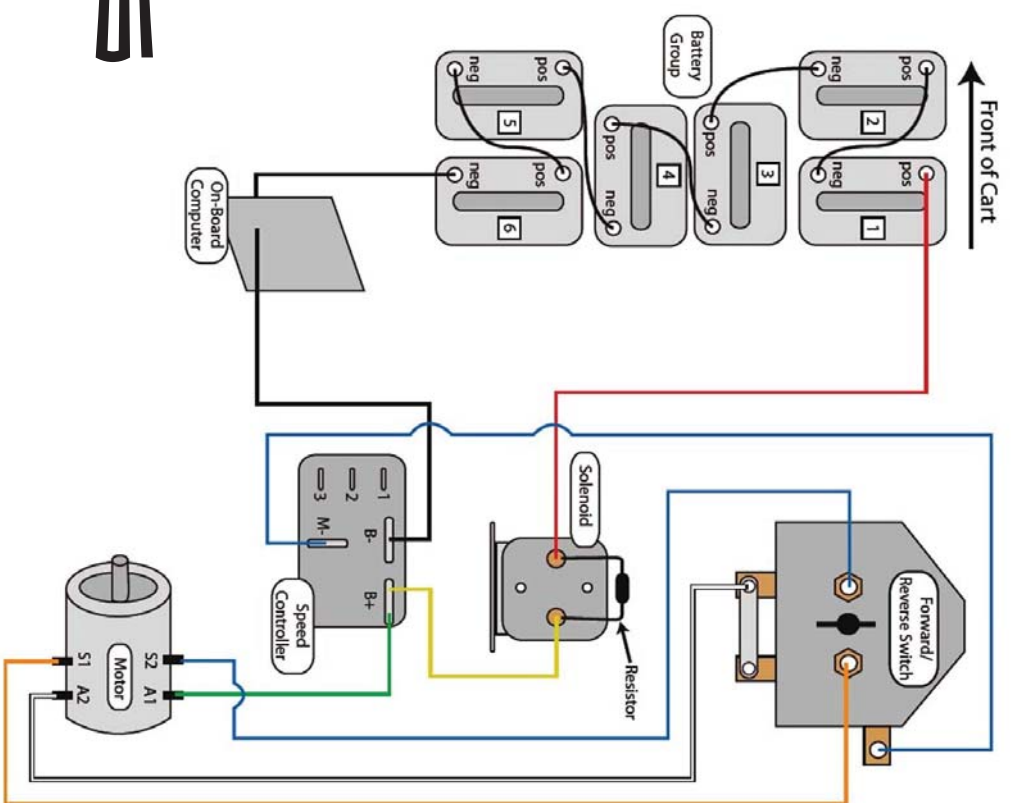 Front of Cart
Battery
Group
neg
pos
5
neg
pos
6
pos
neg
4
pos
neg
3
neg
pos
2
neg
pos
1
On-Board
Computer
Solenoid
Resistor
1
2
3
M-
B-
B+
Speed
Controller
Forward/
Reverse Switch
Motor
S1
S2
A2
A1